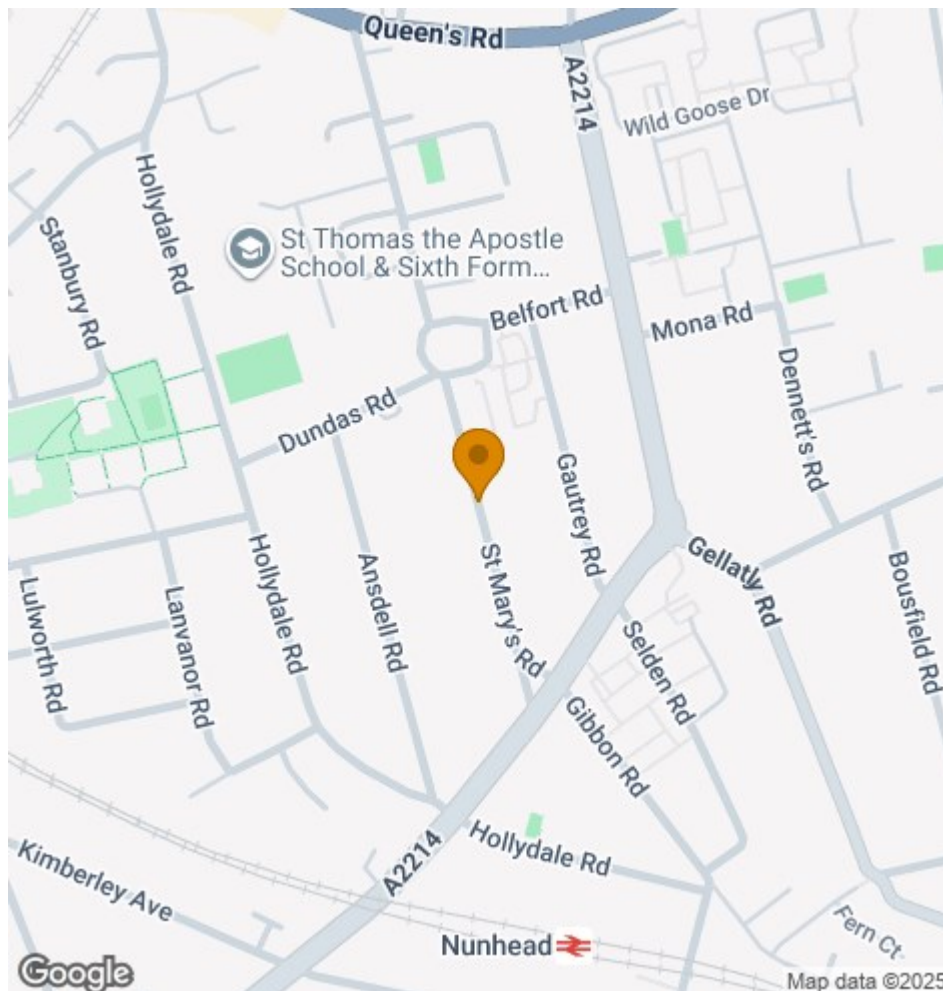 Queen's Rd
A2214
Wild Goose Dr
Hollydale Rd
Stanbury Rd
St Thomas the Apostle
School & Sixth Form...
Belfort Rd
Mona Rd
Dundas Rd
Dennett's Rd
Gautrey Rd
Gellatly Rd
St Mary's Rd
Ansdell Rd
Hollydale Rd
Lanvanor Rd
Lulworth Rd
Bousfield Rd
Selden Rd
Gibbon Rd
A2214
Hollydale Rd
Kimberley Ave
Fern Ct
Nunhead
Google
Map data ©2025